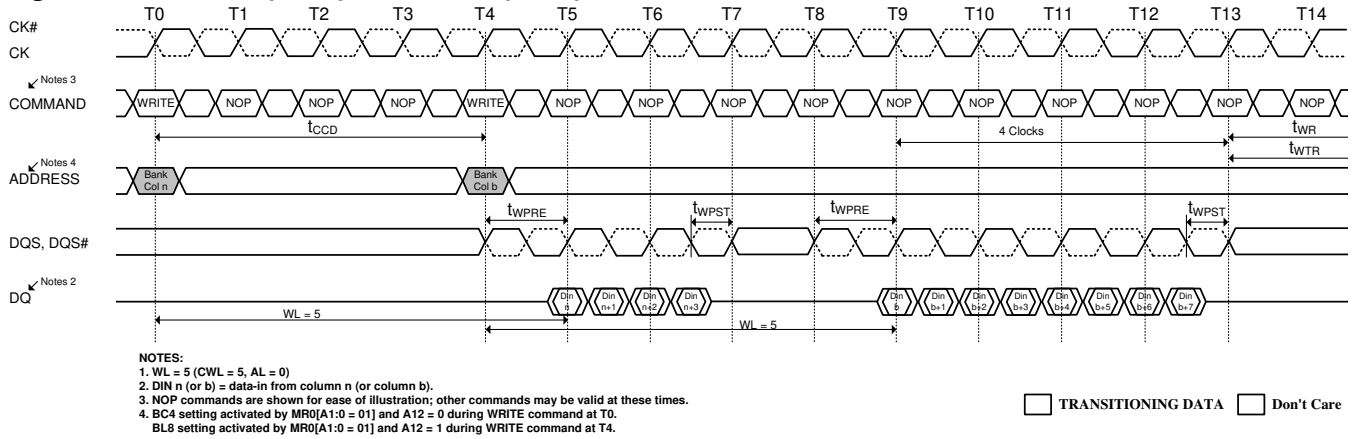 T0 T1 T2 T3 T4 T5 T6 T7 T8 T9 T10 T11 T12 T13 T14
CK#
CK
Notes 3
COMMAND
WRITE NOP NOP NOP WRITE NOP NOP NOP NOP NOP NOP NOP NOP NOP NOP
tCCD
4 Clocks
tWR
tWTR
Notes 4
ADDRESS
Bank Col n
Bank Col b
tWPRE tWPST tWPRE tWPST
DQS, DQS#
Notes 2
DQ
Din n Din n+1 Din n+2 Din n+3 Din b Din b+1 Din b+2 Din b+3 Din b+4 Din b+5 Din b+6 Din b+7
WL = 5
WL = 5
NOTES:
1. WL = 5 (CWL = 5, AL = 0)
2. DIN n (or b) = data-in from column n (or column b).
3. NOP commands are shown for ease of illustration; other commands may be valid at these times.
4. BC4 setting activated by MR0[A1:0 = 01] and A12 = 0 during WRITE command at T0.
BL8 setting activated by MR0[A1:0 = 01] and A12 = 1 during WRITE command at T4.
TRANSITIONING DATA Don't Care